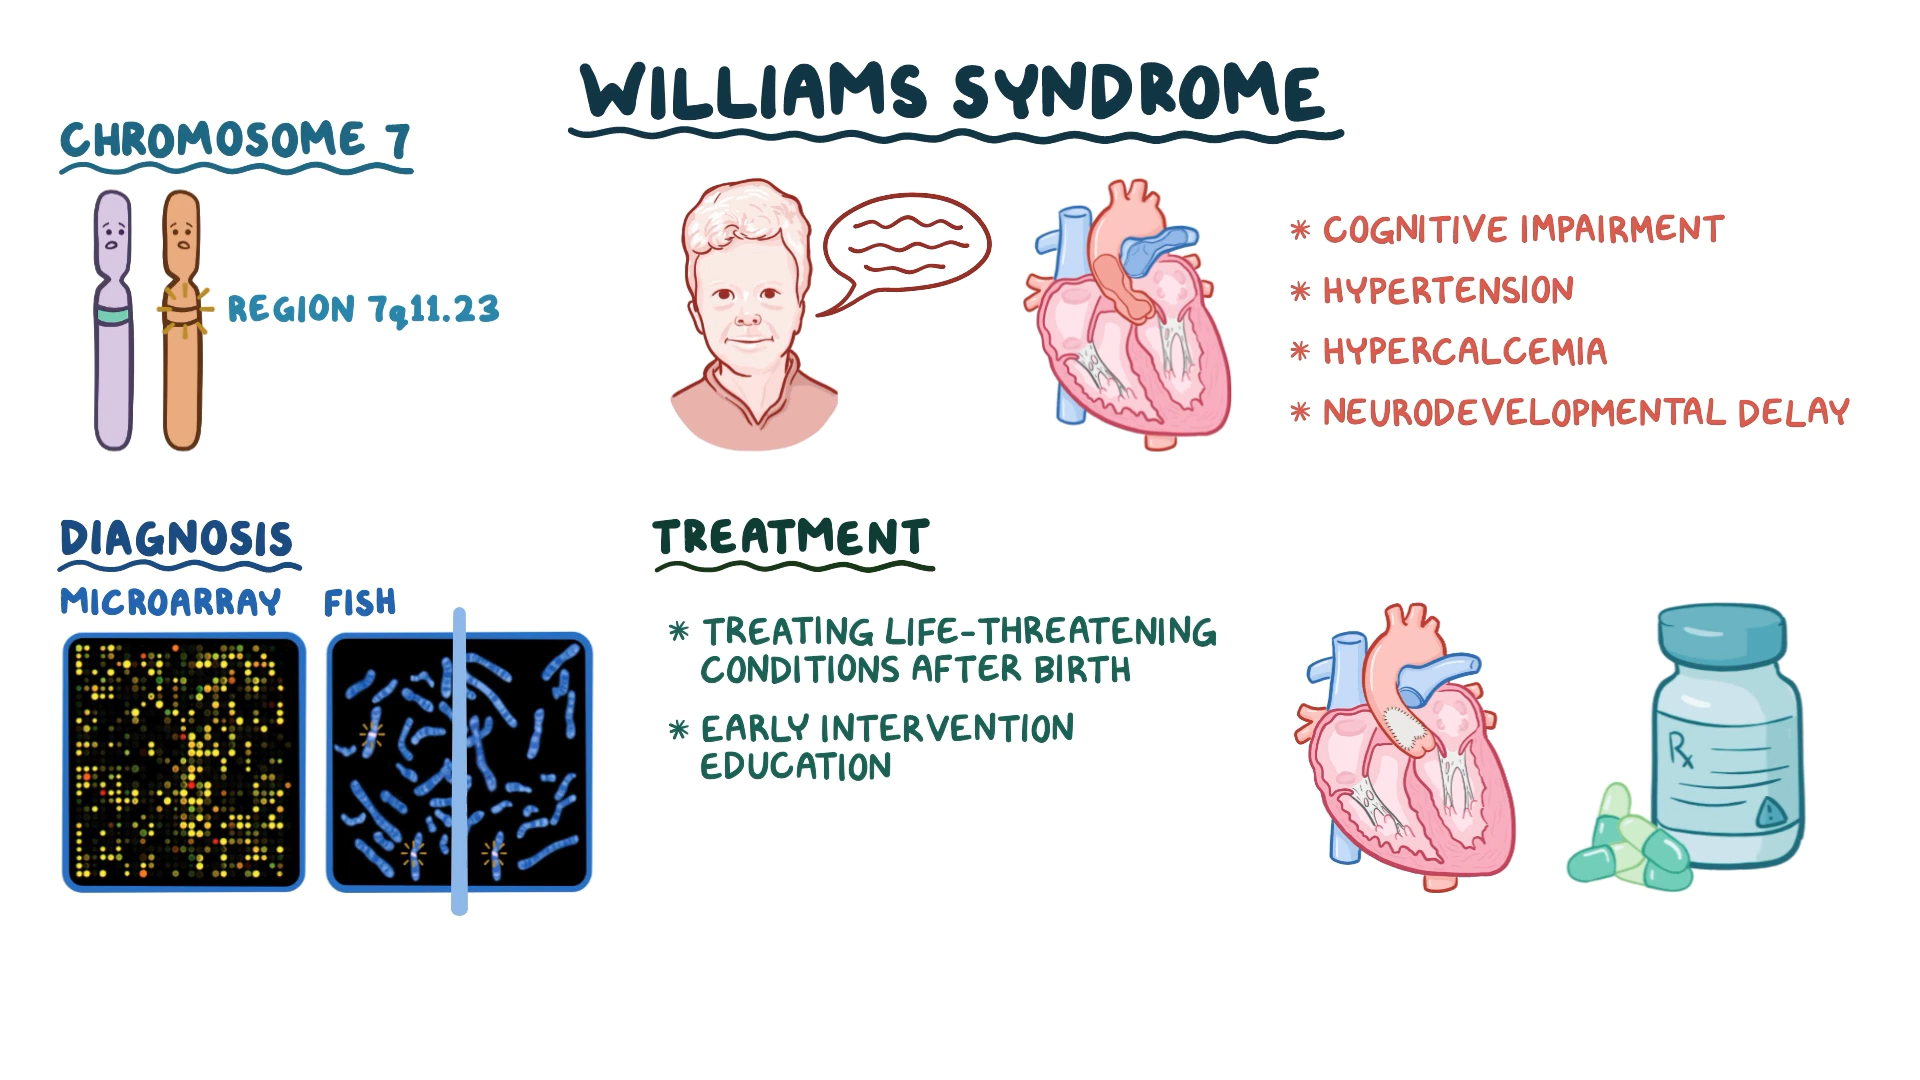 WILLIAMS SYNDROME
CHROMOSOME 7
REGION 7q11.23
* COGNITIVE IMPAIRMENT
* HYPERTENSION
* HYPERCALCEMIA
* NEURODEVELOPMENTAL DELAY
DIAGNOSIS
MICROARRAY FISH
TREATMENT
* TREATING LIFE-THREATENING
CONDITIONS AFTER BIRTH
* EARLY INTERVENTION
EDUCATION
Rx